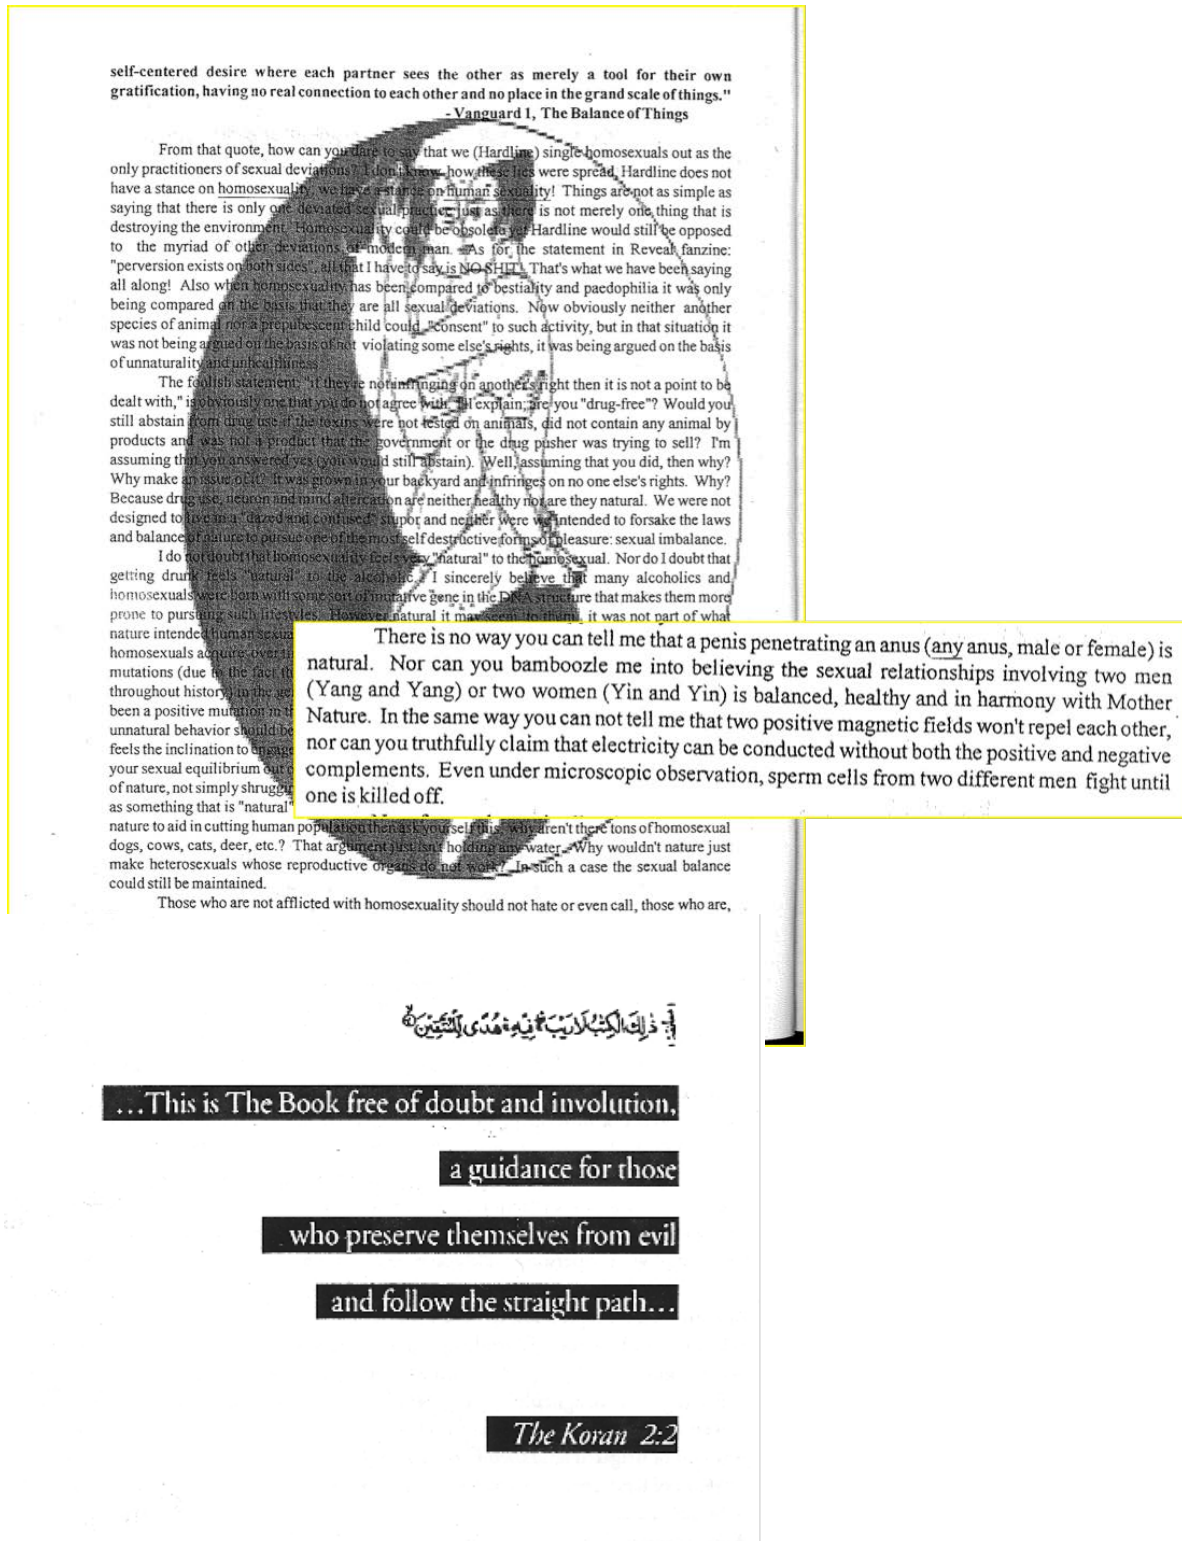 self-centered desire where each partner sees the other as merely a tool for their own
gratification, having no real connection to each other and no place in the grand scale of things."
- Vanguard 1, The Balance of Things
From that quote, how can you dare to say that we (Hardline) single homosexuals out as the
only practitioners of sexual deviations? I don't know how these lies were spread, Hardline does not
have a stance on homosexuality, we have a stance on human sexuality! Things are not as simple as
saying that there is only one deviated sexual practice just as there is not merely one thing that is
destroying the environment. Homosexuality could be obsolete yet Hardline would still be opposed
to the myriad of other deviations of modern man. As for the statement in Reveal fanzine:
"perversion exists on both sides", all that I have to say is NO SHIT! That's what we have been saying
all along! Also when homosexuality has been compared to bestiality and paedophilia it was only
being compared on the basis that they are all sexual deviations. Now obviously neither another
species of animal nor a prepubescent child could "consent" to such activity, but in that situation it
was not being argued on the basis of not violating some else's rights, it was being argued on the basis
of unnaturality and unhealthiness.
The foolish statement: "if they're not infringing on another's right then it is not a point to be
dealt with," is obviously one that you do not agree with. I'll explain; are you "drug-free"? Would you
still abstain from drug use if the toxins were not tested on animals, did not contain any animal by
products and was not a product that the government or the drug pusher was trying to sell? I'm
assuming that you answered yes (you would still abstain). Well, assuming that you did, then why?
Why make an issue of it? It was grown in your backyard and infringes on no one else's rights. Why?
Because drug use, neuron and mind altercation are neither healthy nor are they natural. We were not
designed to live in a "dazed and confused" stupor and neither were we intended to forsake the laws
and balance of nature to pursue one of the most self destructive forms of pleasure: sexual imbalance.
I do not doubt that homosexuality feels very "natural" to the homosexual. Nor do I doubt that
getting drunk feels "natural" to the alcoholic. I sincerely believe that many alcoholics and
homosexuals were born with some sort of mutative gene in the DNA structure that makes them more
prone to pursuing such lifestyles. However natural it may seem to them, it was not part of what
nature intended human sexua
homosexuals acquire over
mutations (due to the fact th
throughout history) in the ge
been a positive mutation in th
unnatural behavior should be
feels the inclination to engage
your sexual equilibrium out o
of nature, not simply shruggin
as something that is "natural"
There is no way you can tell me that a penis penetrating an anus (any anus, male or female) is
natural. Nor can you bamboozle me into believing the sexual relationships involving two men
(Yang and Yang) or two women (Yin and Yin) is balanced, healthy and in harmony with Mother
Nature. In the same way you can not tell me that two positive magnetic fields won't repel each other,
nor can you truthfully claim that electricity can be conducted without both the positive and negative
complements. Even under microscopic observation, sperm cells from two different men fight until
one is killed off.
nature to aid in cutting human population then ask yourself this, why aren't there tons of homosexual
dogs, cows, cats, deer, etc.? That argument just isn't holding any water. Why wouldn't nature just
make heterosexuals whose reproductive organs do not work? In such a case the sexual balance
could still be maintained.
Those who are not afflicted with homosexuality should not hate or even call, those who are,
ذٰلِكَ الْكِتٰبُ لَا رَيْبَ ۛ فِيْهِ ۛ هُدًى لِّلْمُتَّقِيْنَ
...This is The Book free of doubt and involution,
a guidance for those
who preserve themselves from evil
and follow the straight path...
The Koran 2:2